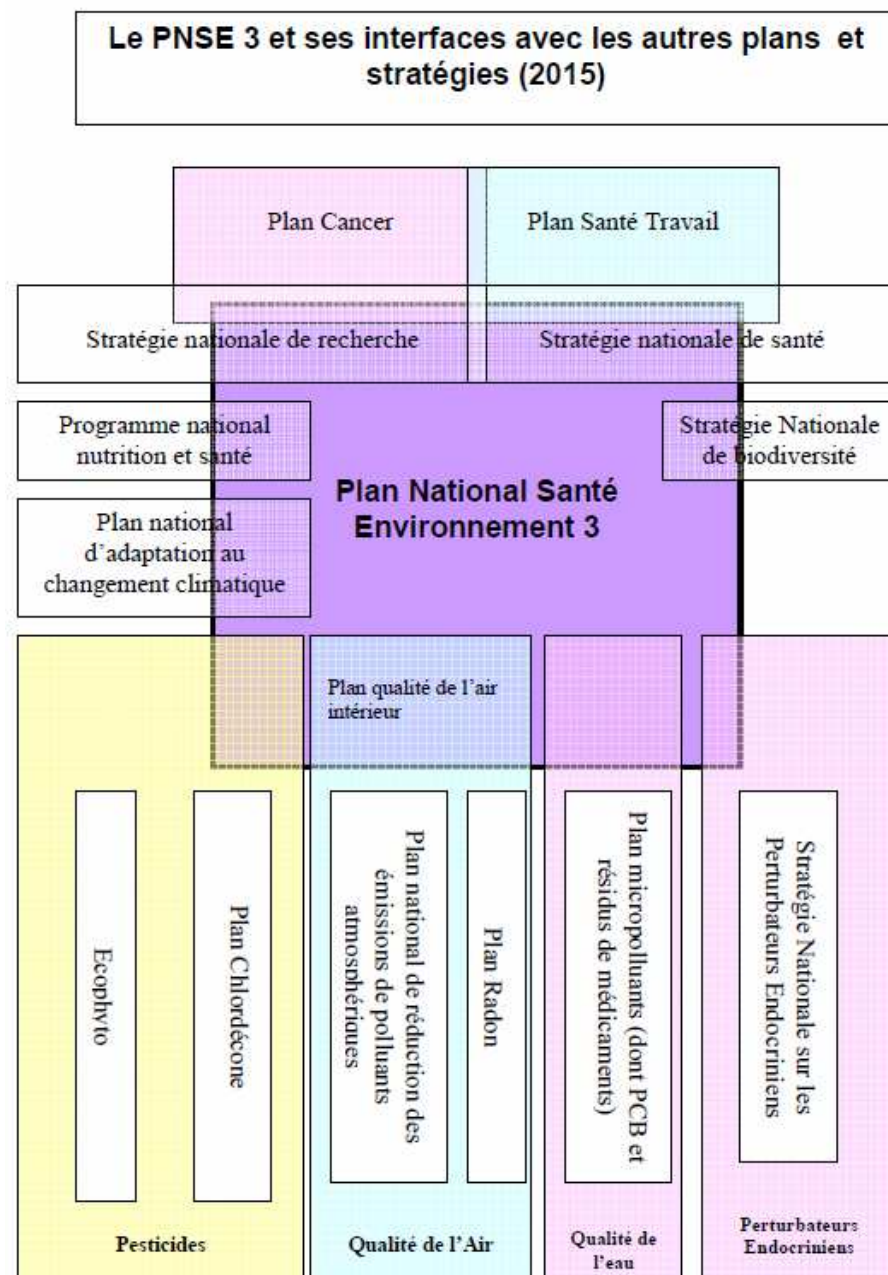 Le PNSE 3 et ses interfaces avec les autres plans et
stratégies (2015)
Plan Cancer
Plan Santé Travail
Stratégie nationale de recherche
Stratégie nationale de santé
Programme national
nutrition et santé
Stratégie Nationale
de biodiversité
Plan National Santé
Environnement 3
Plan national
d’adaptation au
changement climatique
Plan qualité de l’air
intérieur
Ecophyto
Plan Chlordécone
Plan national de réduction des
émissions de polluants
atmosphériques
Plan Radon
Plan micropolluants (dont PCB et
résidus de médicaments)
Stratégie Nationale sur les
Perturbateurs Endocriniens
Pesticides
Qualité de l’Air
Qualité de
l’eau
Perturbateurs
Endocriniens